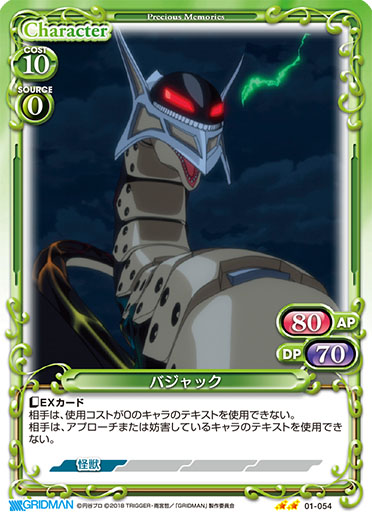 Precious Memories
Character
COST
10
SOURCE
0
80 AP
DP 70
バジャック
EXカード
相手は、使用コストが0のキャラのテキストを使用できない。
相手は、アプローチまたは妨害しているキャラのテキストを使用でき
ない。
怪獣
GRIDMAN
©円谷プロ ©2018 TRIGGER・雨宮哲/「GRIDMAN」製作委員会
01-054